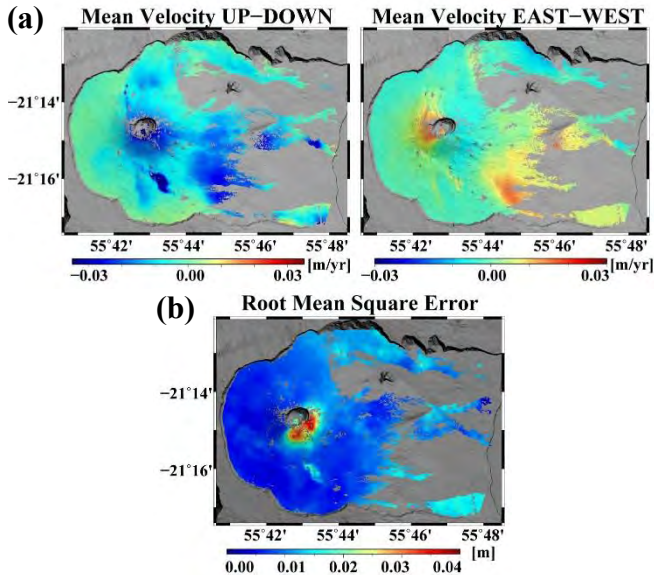 (a) Mean Velocity UP−DOWN Mean Velocity EAST−WEST
−21˚14'
−21˚16'
55˚42' 55˚44' 55˚46' 55˚48' 55˚42' 55˚44' 55˚46' 55˚48'
[m/yr] [m/yr]
−0.03 0.00 0.03 −0.03 0.00 0.03
(b) Root Mean Square Error
−21˚14'
−21˚16'
55˚42' 55˚44' 55˚46' 55˚48'
[m]
0.00 0.01 0.02 0.03 0.04